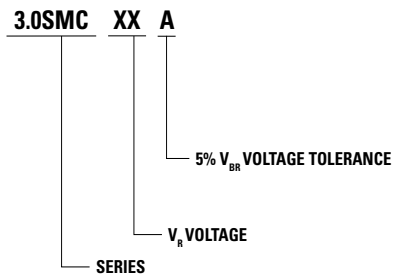 3.0SMC XX A
5% VBR VOLTAGE TOLERANCE
VR VOLTAGE
SERIES